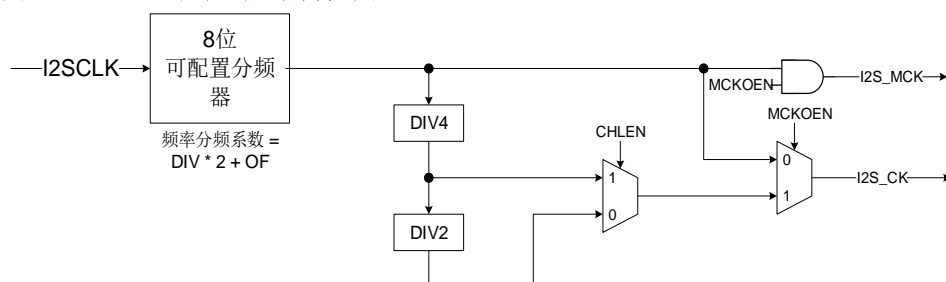 I2SCLK
8位
可配置分频
器
频率分频系数 =
DIV * 2 + OF
DIV4
DIV2
CHLEN
1
0
MCKOEN
I2S_MCK
MCKOEN
0
1
I2S_CK